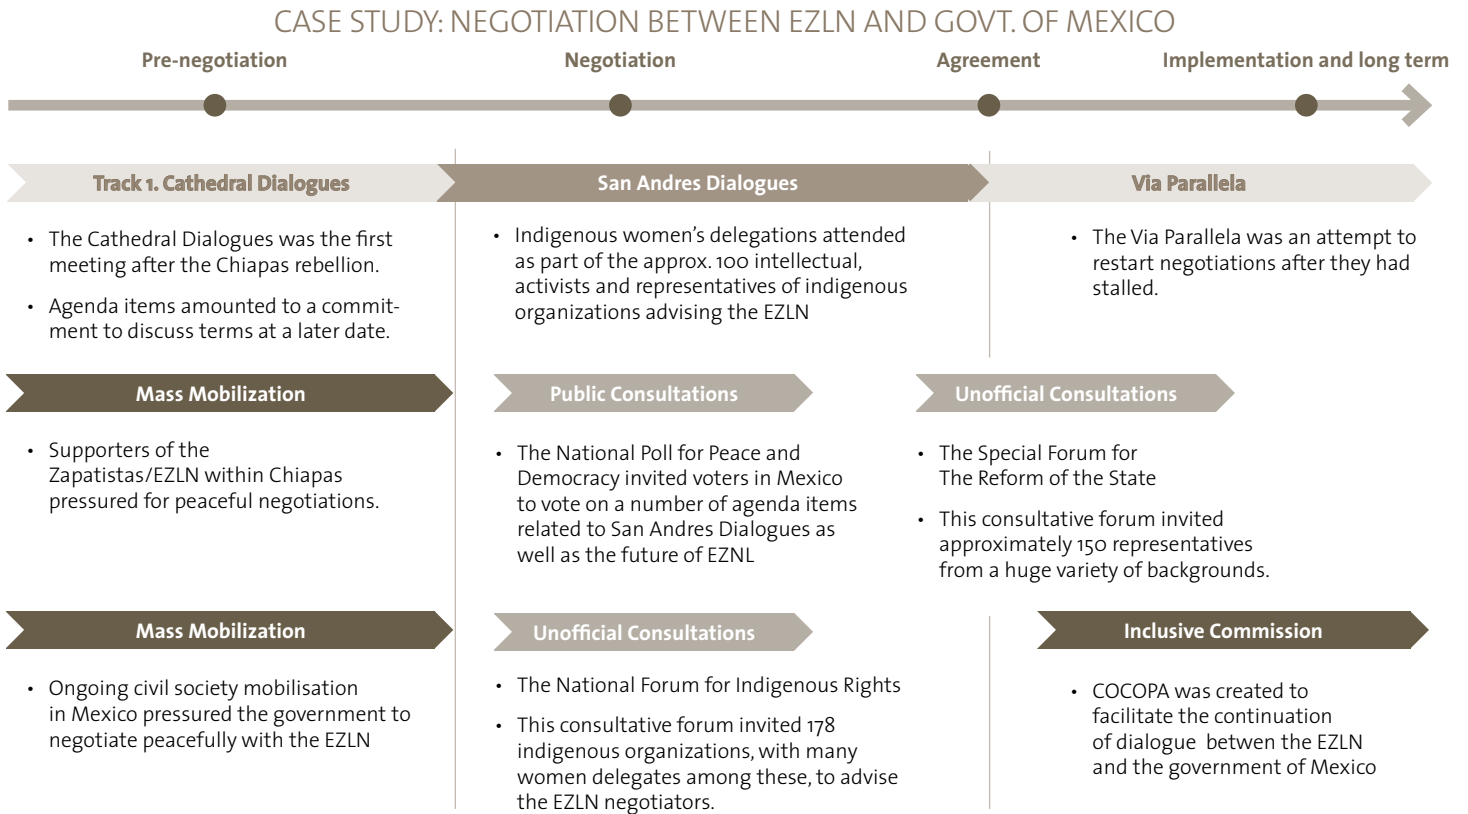 CASE STUDY: NEGOTIATION BETWEEN EZLN AND GOVT. OF MEXICO
Pre-negotiation
Negotiation
Agreement
Implementation and long term
Track 1. Cathedral Dialogues
San Andres Dialogues
Via Parallela
• The Cathedral Dialogues was the first
meeting after the Chiapas rebellion.
• Agenda items amounted to a commit-
ment to discuss terms at a later date.
• Indigenous women's delegations attended
as part of the approx. 100 intellectual,
activists and representatives of indigenous
organizations advising the EZLN
• The Via Parallela was an attempt to
restart negotiations after they had
stalled.
Mass Mobilization
Public Consultations
Unofficial Consultations
• Supporters of the
Zapatistas/EZLN within Chiapas
pressured for peaceful negotiations.
• The National Poll for Peace and
Democracy invited voters in Mexico
to vote on a number of agenda items
related to San Andres Dialogues as
well as the future of EZNL
• The Special Forum for
The Reform of the State
• This consultative forum invited
approximately 150 representatives
from a huge variety of backgrounds.
Mass Mobilization
Unofficial Consultations
Inclusive Commission
• Ongoing civil society mobilisation
in Mexico pressured the government to
negotiate peacefully with the EZLN
• The National Forum for Indigenous Rights
• This consultative forum invited 178
indigenous organizations, with many
women delegates among these, to advise
the EZLN negotiators.
• COCOPA was created to
facilitate the continuation
of dialogue betwen the EZLN
and the government of Mexico